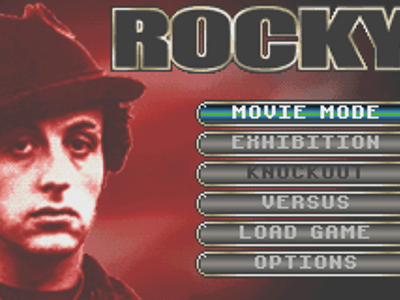 ROCKY
MOVIE MODE
EXHIBITION
KNOCKOUT
VERSUS
LOAD GAME
OPTIONS